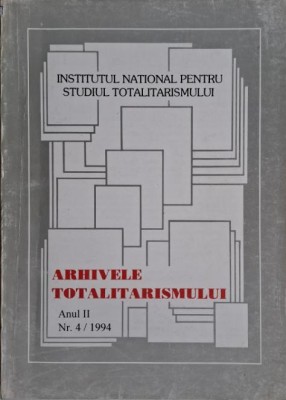 INSTITUTUL NATIONAL PENTRU
STUDIUL TOTALITARISMULUI
ARHIVELE
TOTALITARISMULUI
Anul II
Nr. 4 / 1994